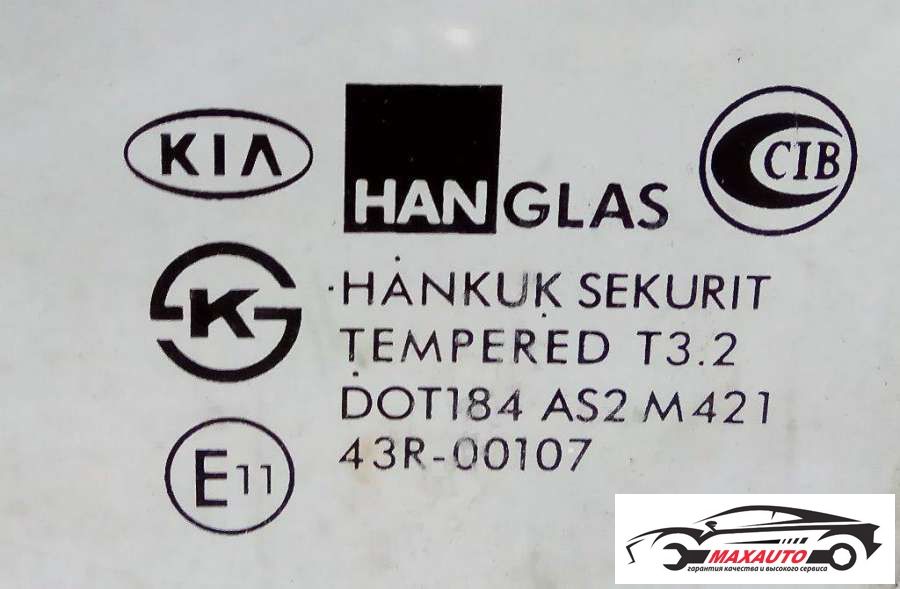 KIA
HANGLAS
CIB
K
HANKUK SEKURIT
TEMPERED T3.2
DOT184 AS2 M421
E11
43R-00107
MAXAUTO
гарантия качества и высокого сервиса